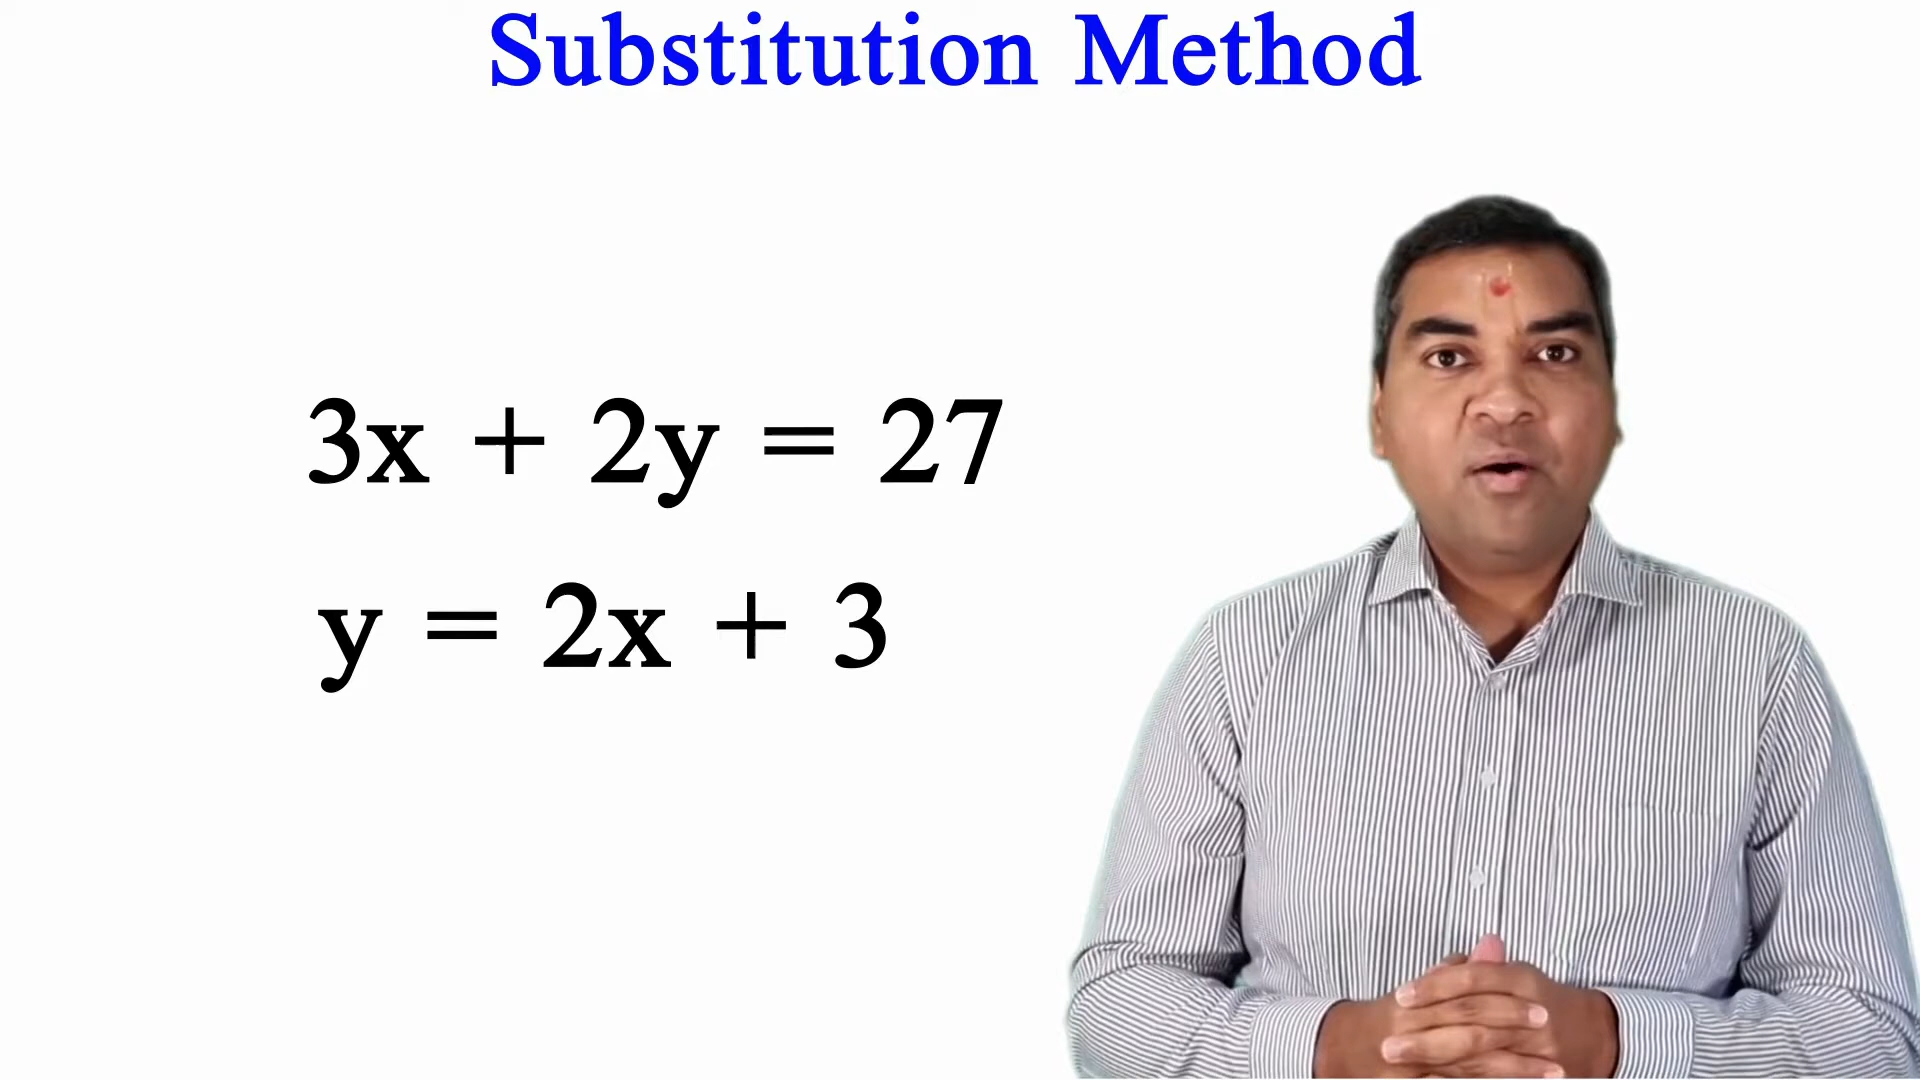 Substitution Method
3x + 2y = 27
y = 2x + 3